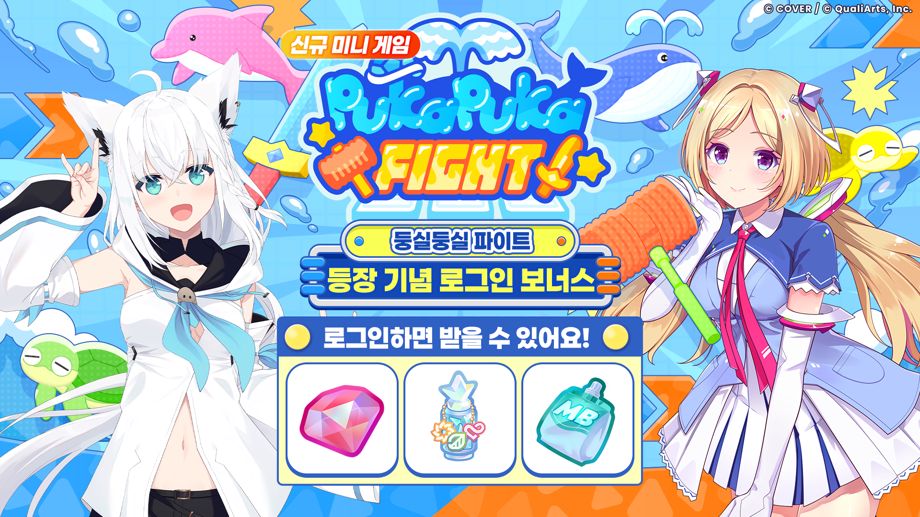 © COVER / © QualiArts, Inc.
신규 미니 게임
PukaPuka
FIGHT
둥실둥실 파이트
등장 기념 로그인 보너스
로그인하면 받을 수 있어요!
MB